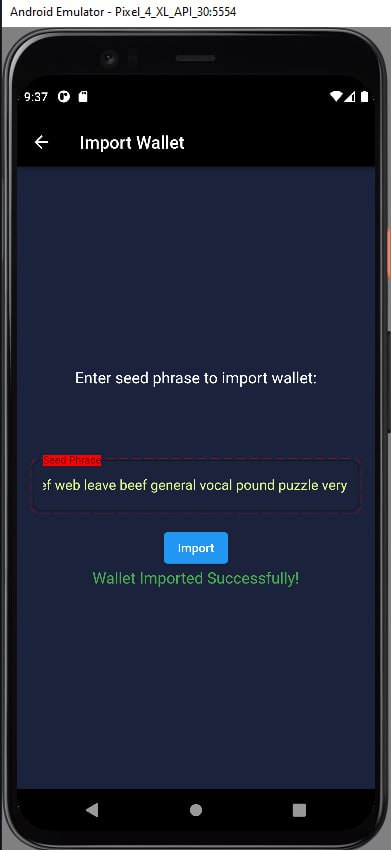 Android Emulator - Pixel_4_XL_API_30:5554
9:37
Import Wallet
Enter seed phrase to import wallet:
Seed Phrase
web leave beef general vocal pound puzzle very
Import
Wallet Imported Successfully!